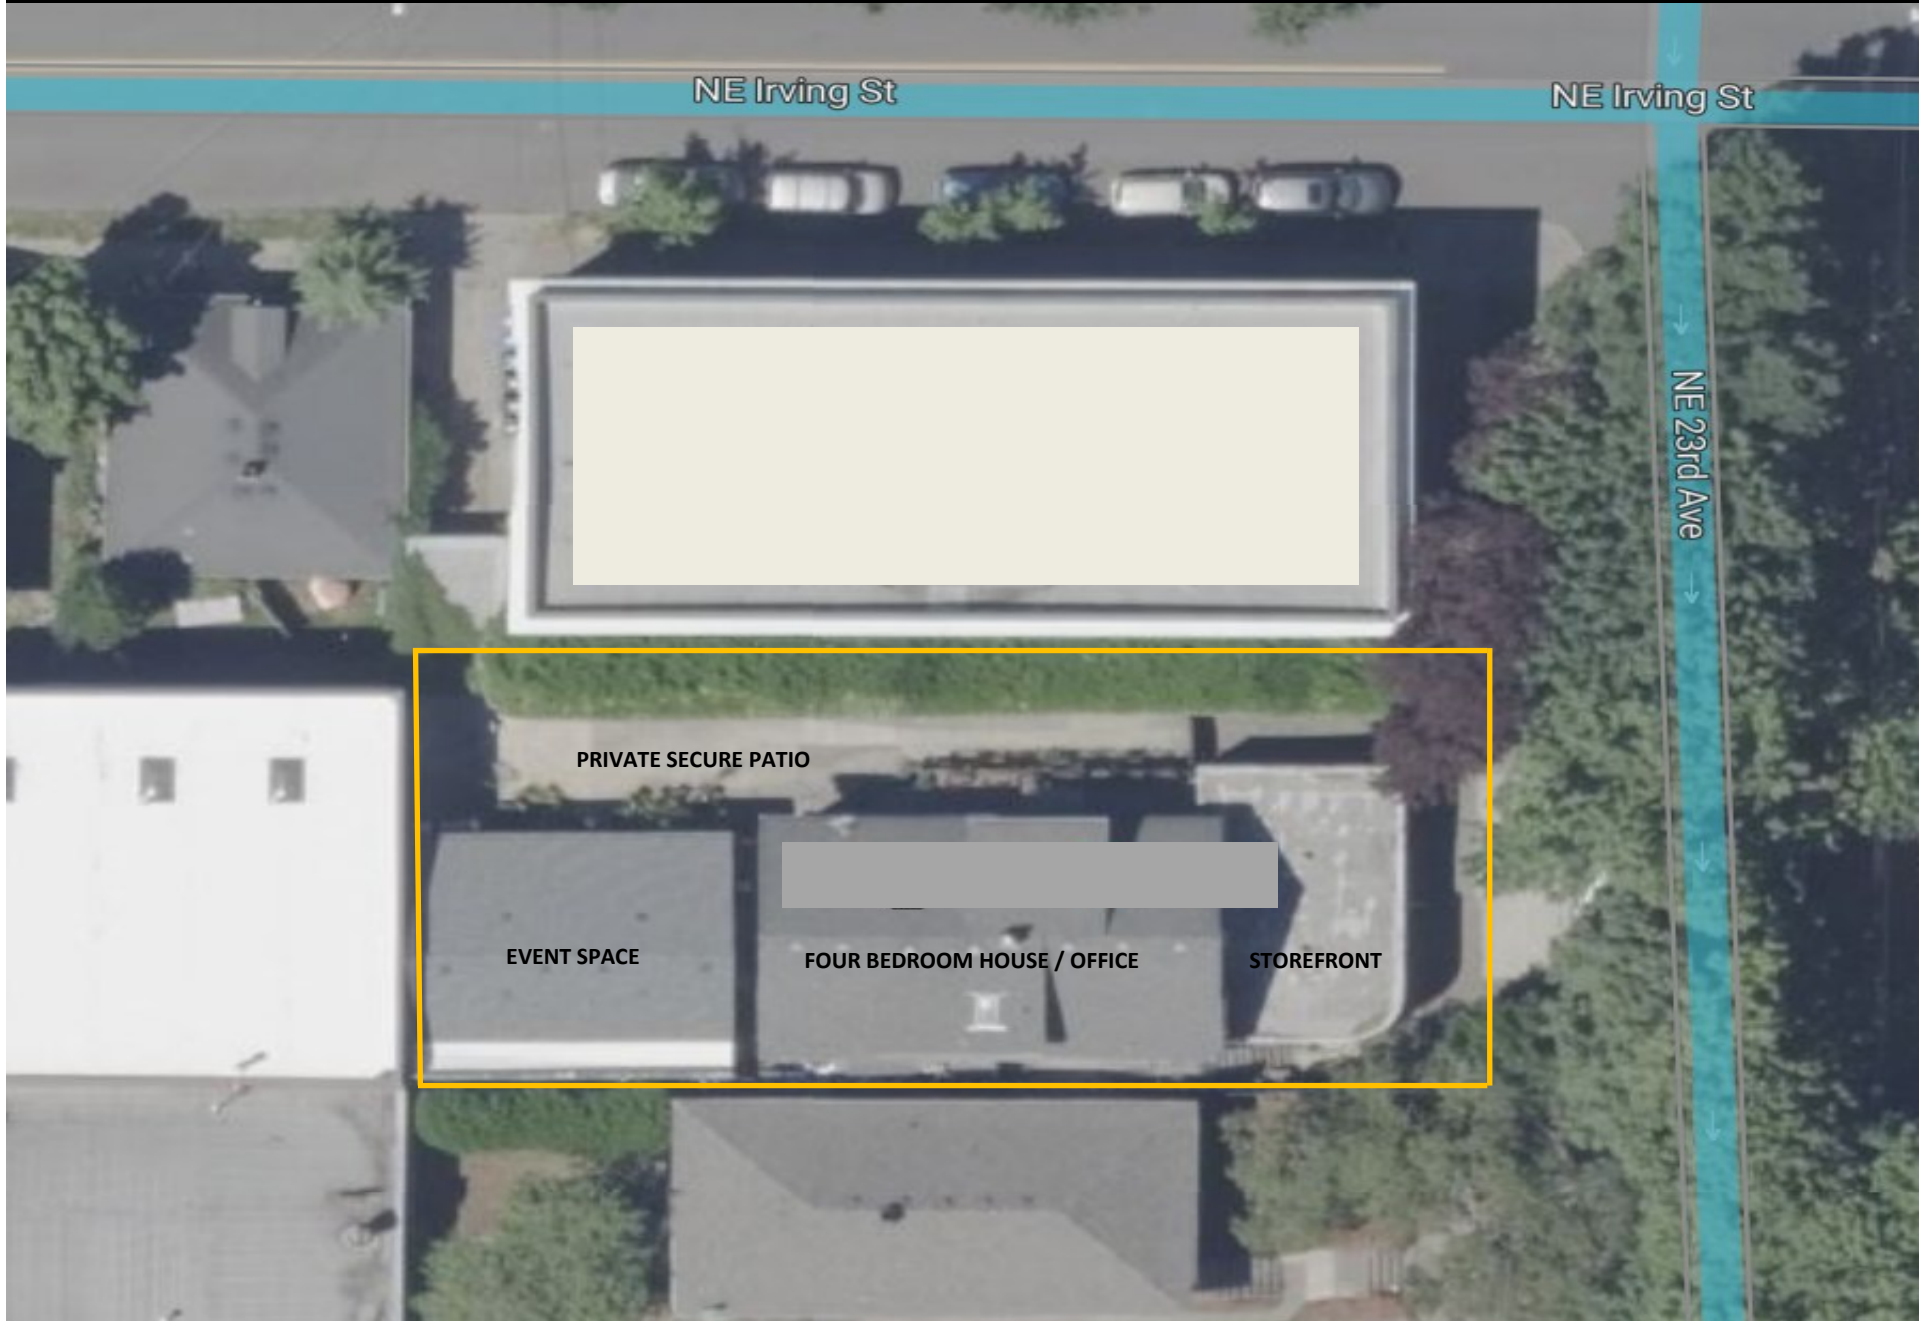 NE Irving St
NE Irving St
NE 23rd Ave
PRIVATE SECURE PATIO
EVENT SPACE
FOUR BEDROOM HOUSE / OFFICE
STOREFRONT